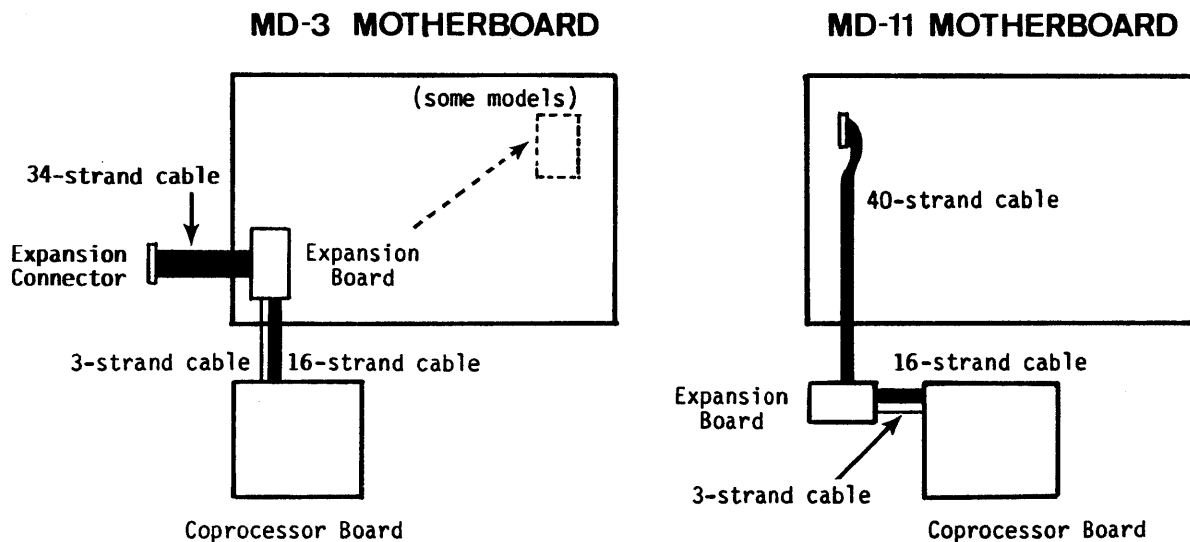 MD-3 MOTHERBOARD
(some models)
34-strand cable
Expansion
Connector
Expansion
Board
3-strand cable
16-strand cable
Coprocessor Board
MD-11 MOTHERBOARD
40-strand cable
16-strand cable
Expansion
Board
3-strand cable
Coprocessor Board